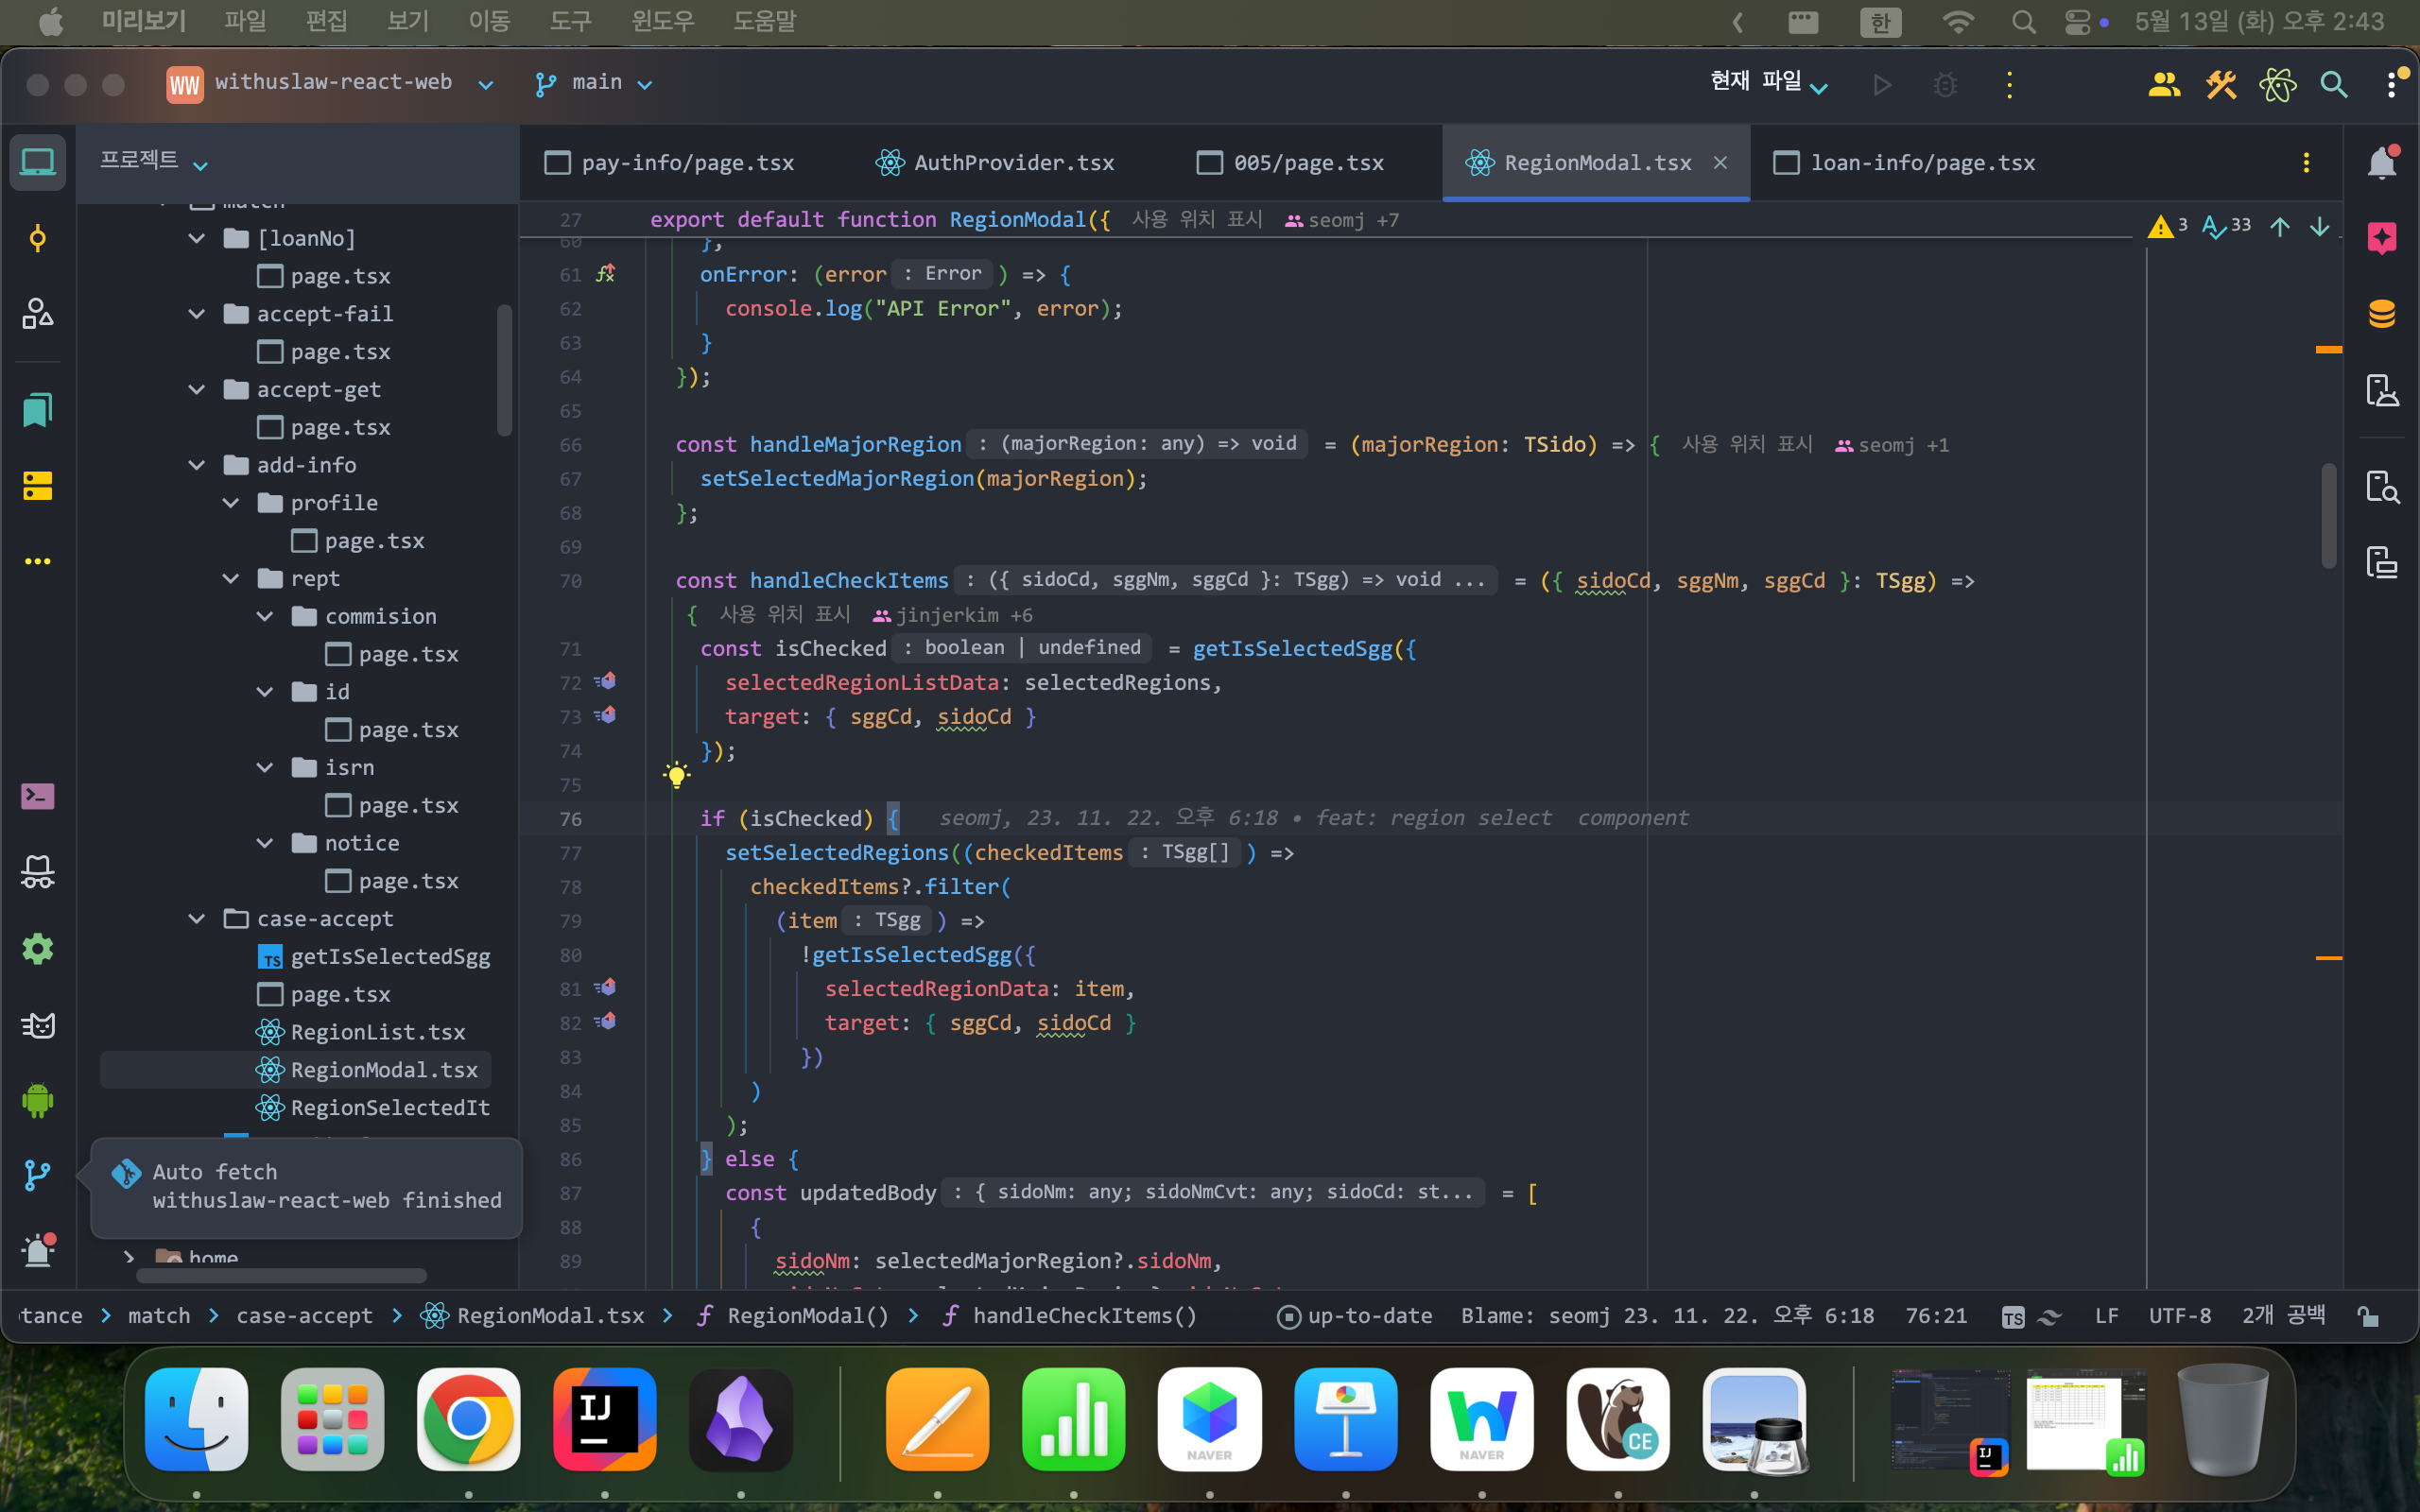 미리보기 파일 편집 보기 이동 도구 윈도우 도움말 한 5월 13일 (화) 오후 2:43
WW withuslaw-react-web main 현재 파일
프로젝트
pay-info/page.tsx AuthProvider.tsx 005/page.tsx RegionModal.tsx loan-info/page.tsx
match
[loanNo]
page.tsx
accept-fail
page.tsx
accept-get
page.tsx
add-info
profile
page.tsx
rept
commision
page.tsx
id
page.tsx
isrn
page.tsx
notice
page.tsx
case-accept
TS getIsSelectedSgg
page.tsx
RegionList.tsx
RegionModal.tsx
RegionSelectedIt
home
Auto fetch
withuslaw-react-web finished
27 export default function RegionModal({ 사용 위치 표시 seomj +7
3 33
60 },
61 onError: (error : Error ) => {
62 console.log("API Error", error);
63 }
64 });
65
66 const handleMajorRegion : (majorRegion: any) => void = (majorRegion: TSido) => { 사용 위치 표시 seomj +1
67 setSelectedMajorRegion(majorRegion);
68 };
69
70 const handleCheckItems : ({ sidoCd, sggNm, sggCd }: TSgg) => void ... = ({ sidoCd, sggNm, sggCd }: TSgg) =>
{ 사용 위치 표시 jinjerkim +6
71 const isChecked : boolean | undefined = getIsSelectedSgg({
72 selectedRegionListData: selectedRegions,
73 target: { sggCd, sidoCd }
74 });
75
76 if (isChecked) { seomj, 23. 11. 22. 오후 6:18 • feat: region select component
77 setSelectedRegions((checkedItems : TSgg[] ) =>
78 checkedItems?.filter(
79 (item : TSgg ) =>
80 !getIsSelectedSgg({
81 selectedRegionData: item,
82 target: { sggCd, sidoCd }
83 })
84 )
85 );
86 } else {
87 const updatedBody : { sidoNm: any; sidoNmCvt: any; sidoCd: st... = [
88 {
89 sidoNm: selectedMajorRegion?.sidoNm,
tance match case-accept RegionModal.tsx RegionModal() handleCheckItems() up-to-date Blame: seomj 23. 11. 22. 오후 6:18 76:21 TS LF UTF-8 2개 공백
IJ NAVER NAVER CE IJ